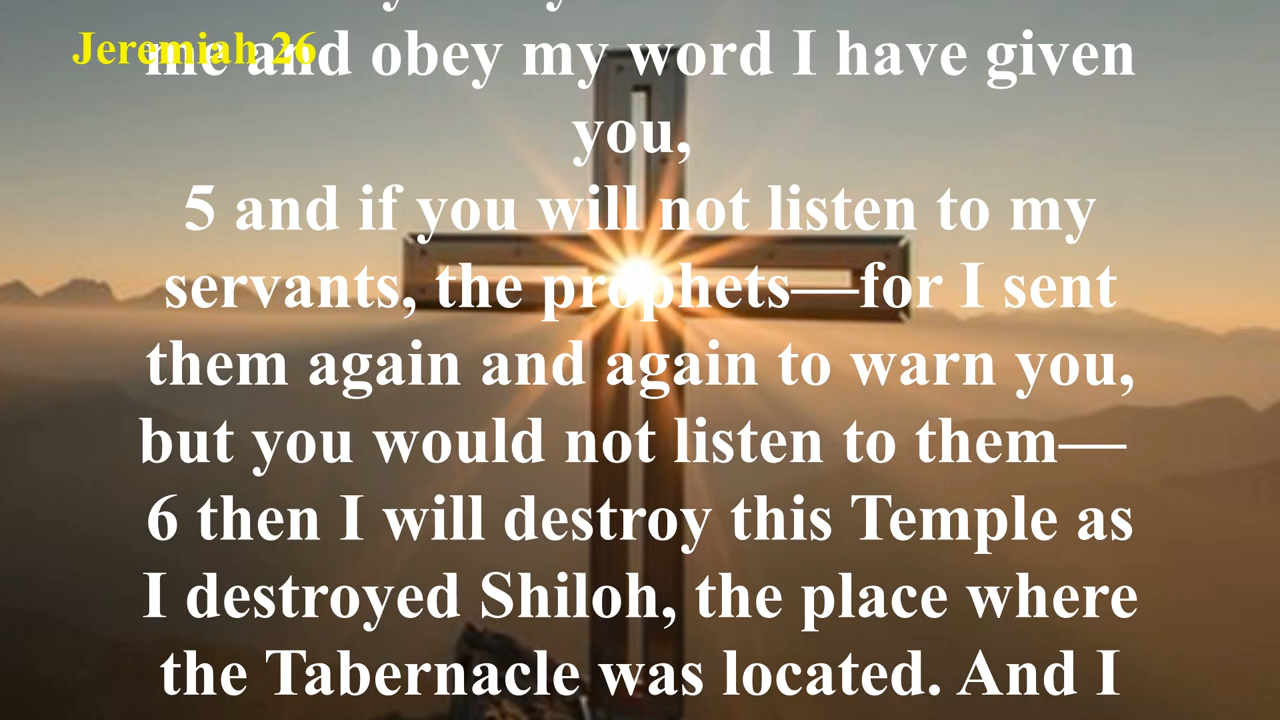 Jeremiah 26
me and obey my word I have given
you,
5 and if you will not listen to my
servants, the prophets—for I sent
them again and again to warn you,
but you would not listen to them—
6 then I will destroy this Temple as
I destroyed Shiloh, the place where
the Tabernacle was located. And I